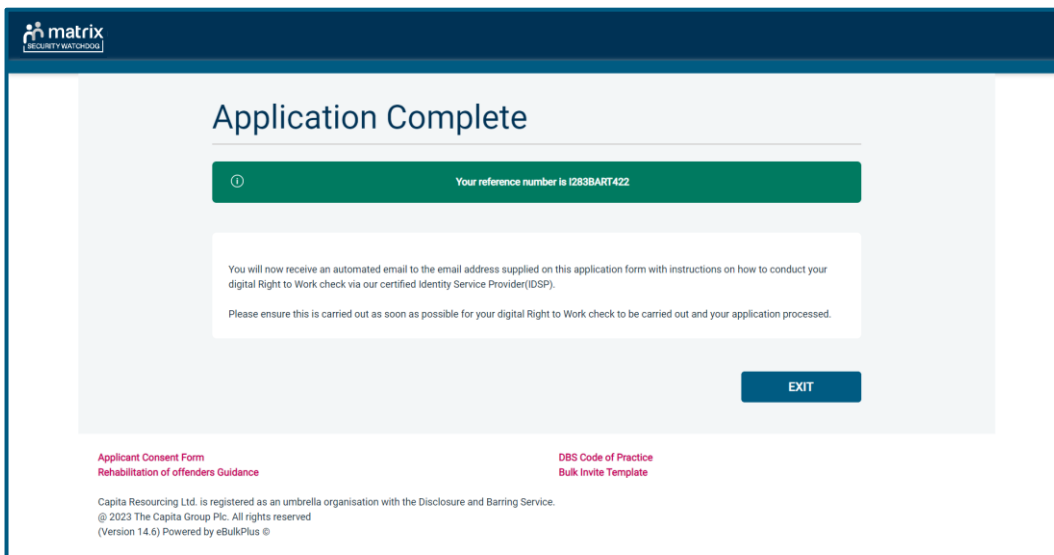 matrix
SECURITY WATCHDOG
Application Complete
Your reference number is I283BART422
You will now receive an automated email to the email address supplied on this application form with instructions on how to conduct your
digital Right to Work check via our certified Identity Service Provider(IDSP).
Please ensure this is carried out as soon as possible for your digital Right to Work check to be carried out and your application processed.
EXIT
Applicant Consent Form
Rehabilitation of offenders Guidance
DBS Code of Practice
Bulk Invite Template
Capita Resourcing Ltd. is registered as an umbrella organisation with the Disclosure and Barring Service.
@ 2023 The Capita Group Plc. All rights reserved
(Version 14.6) Powered by eBulkPlus ©